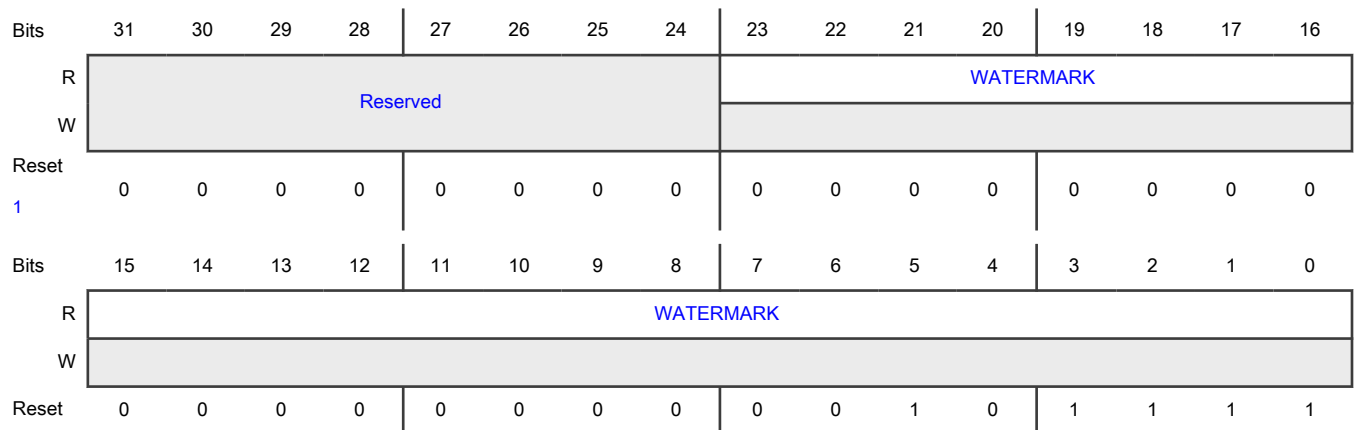 Bits 31 30 29 28 27 26 25 24 23 22 21 20 19 18 17 16
R Reserved WATERMARK
W
Reset 0 0 0 0 0 0 0 0 0 0 0 0 0 0 0 0
1
Bits 15 14 13 12 11 10 9 8 7 6 5 4 3 2 1 0
R WATERMARK
W
Reset 0 0 0 0 0 0 0 0 0 0 1 0 1 1 1 1